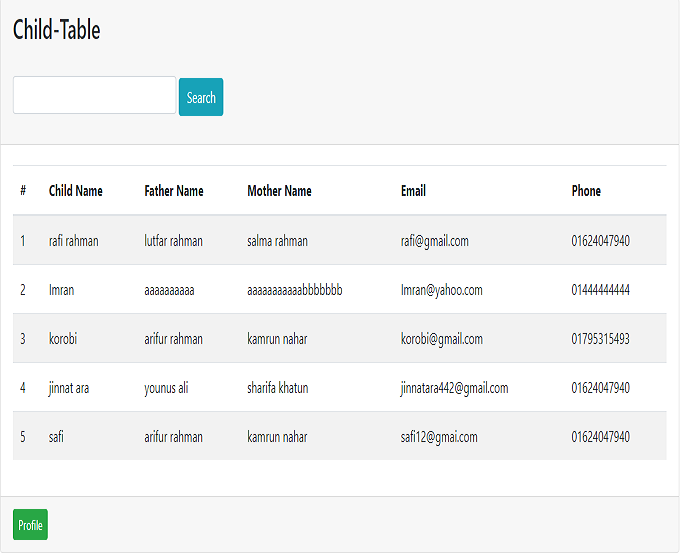 Child-Table
Search
# Child Name Father Name Mother Name Email Phone
1 rafi rahman lutfar rahman salma rahman rafi@gmail.com 01624047940
2 Imran aaaaaaaaaa aaaaaaaaaaabbbbbbb Imran@yahoo.com 01444444444
3 korobi arifur rahman kamrun nahar korobi@gmail.com 01795315493
4 jinnat ara younus ali sharifa khatun jinnatara442@gmail.com 01624047940
5 safi arifur rahman kamrun nahar safi12@gmai.com 01624047940
Profile